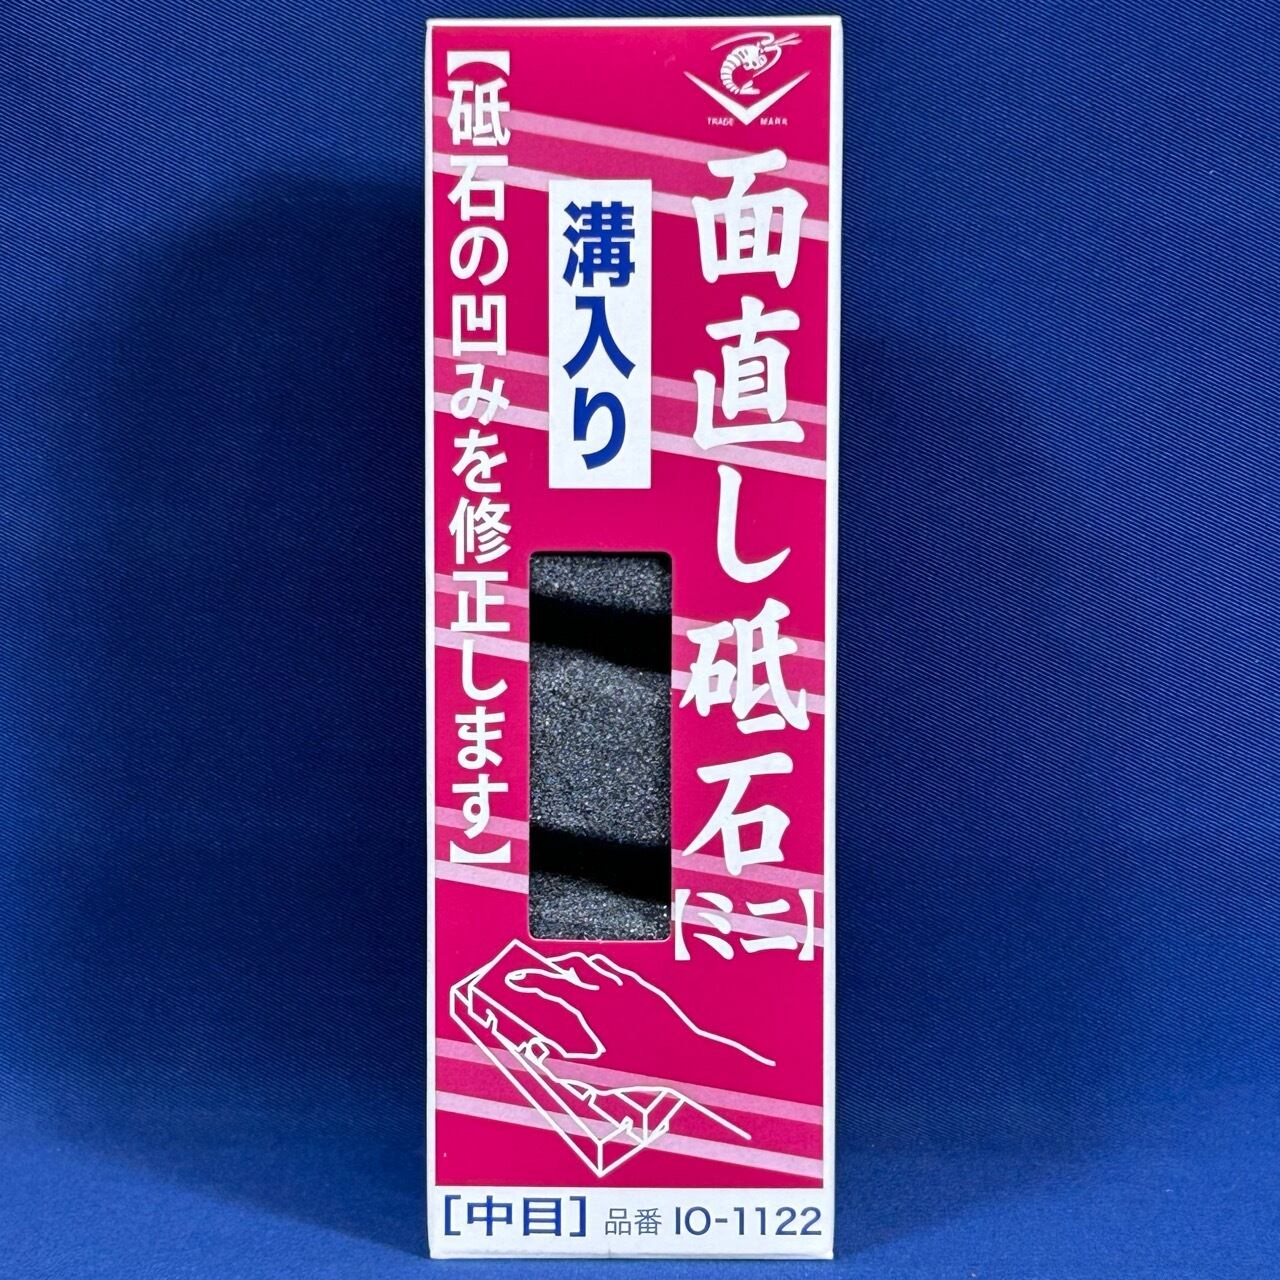 TRADE MARK
面直し砥石
【ミニ】
溝入り
【砥石の凹みを修正します】
［中目］ 品番 IO-1122